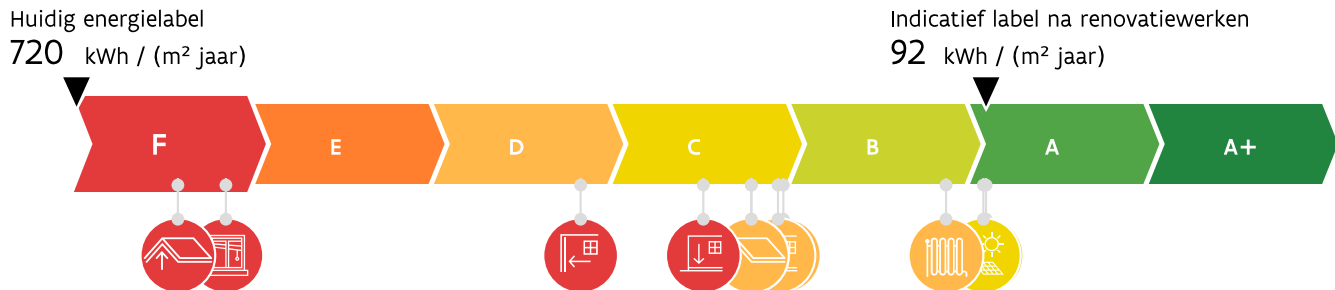 Huidig energielabel
720 kWh / (m² jaar)
Indicatief label na renovatiewerken
92 kWh / (m² jaar)
F E D C B A A+